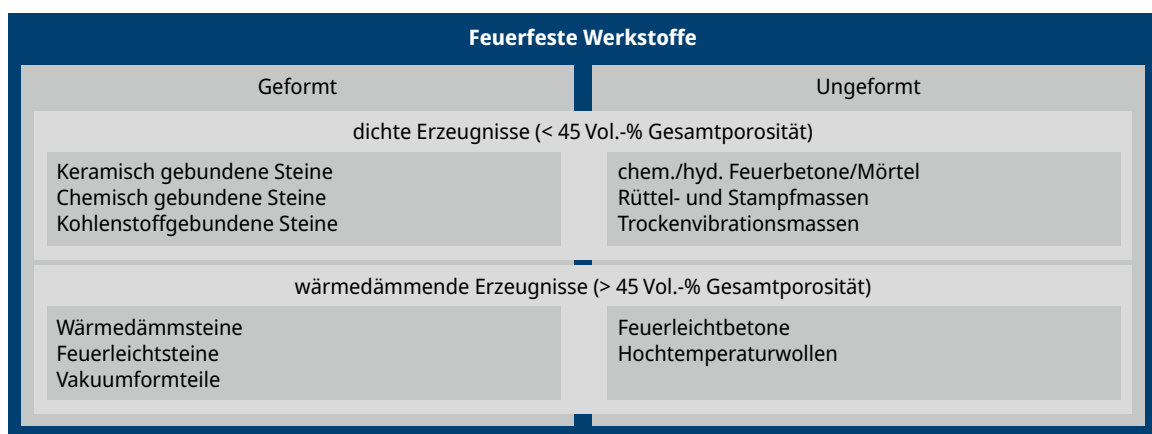 Feuerfeste Werkstoffe
Geformt
Ungeformt
dichte Erzeugnisse (< 45 Vol.-% Gesamtporosität)
Keramisch gebundene Steine
Chemisch gebundene Steine
Kohlenstoffgebundene Steine
chem./hyd. Feuerbetone/Mörtel
Rüttel- und Stampfmassen
Trockenvibrationsmassen
wärmedämmende Erzeugnisse (> 45 Vol.-% Gesamtporosität)
Wärmedämmsteine
Feuerleichtsteine
Vakuumformteile
Feuerleichtbetone
Hochtemperaturwollen